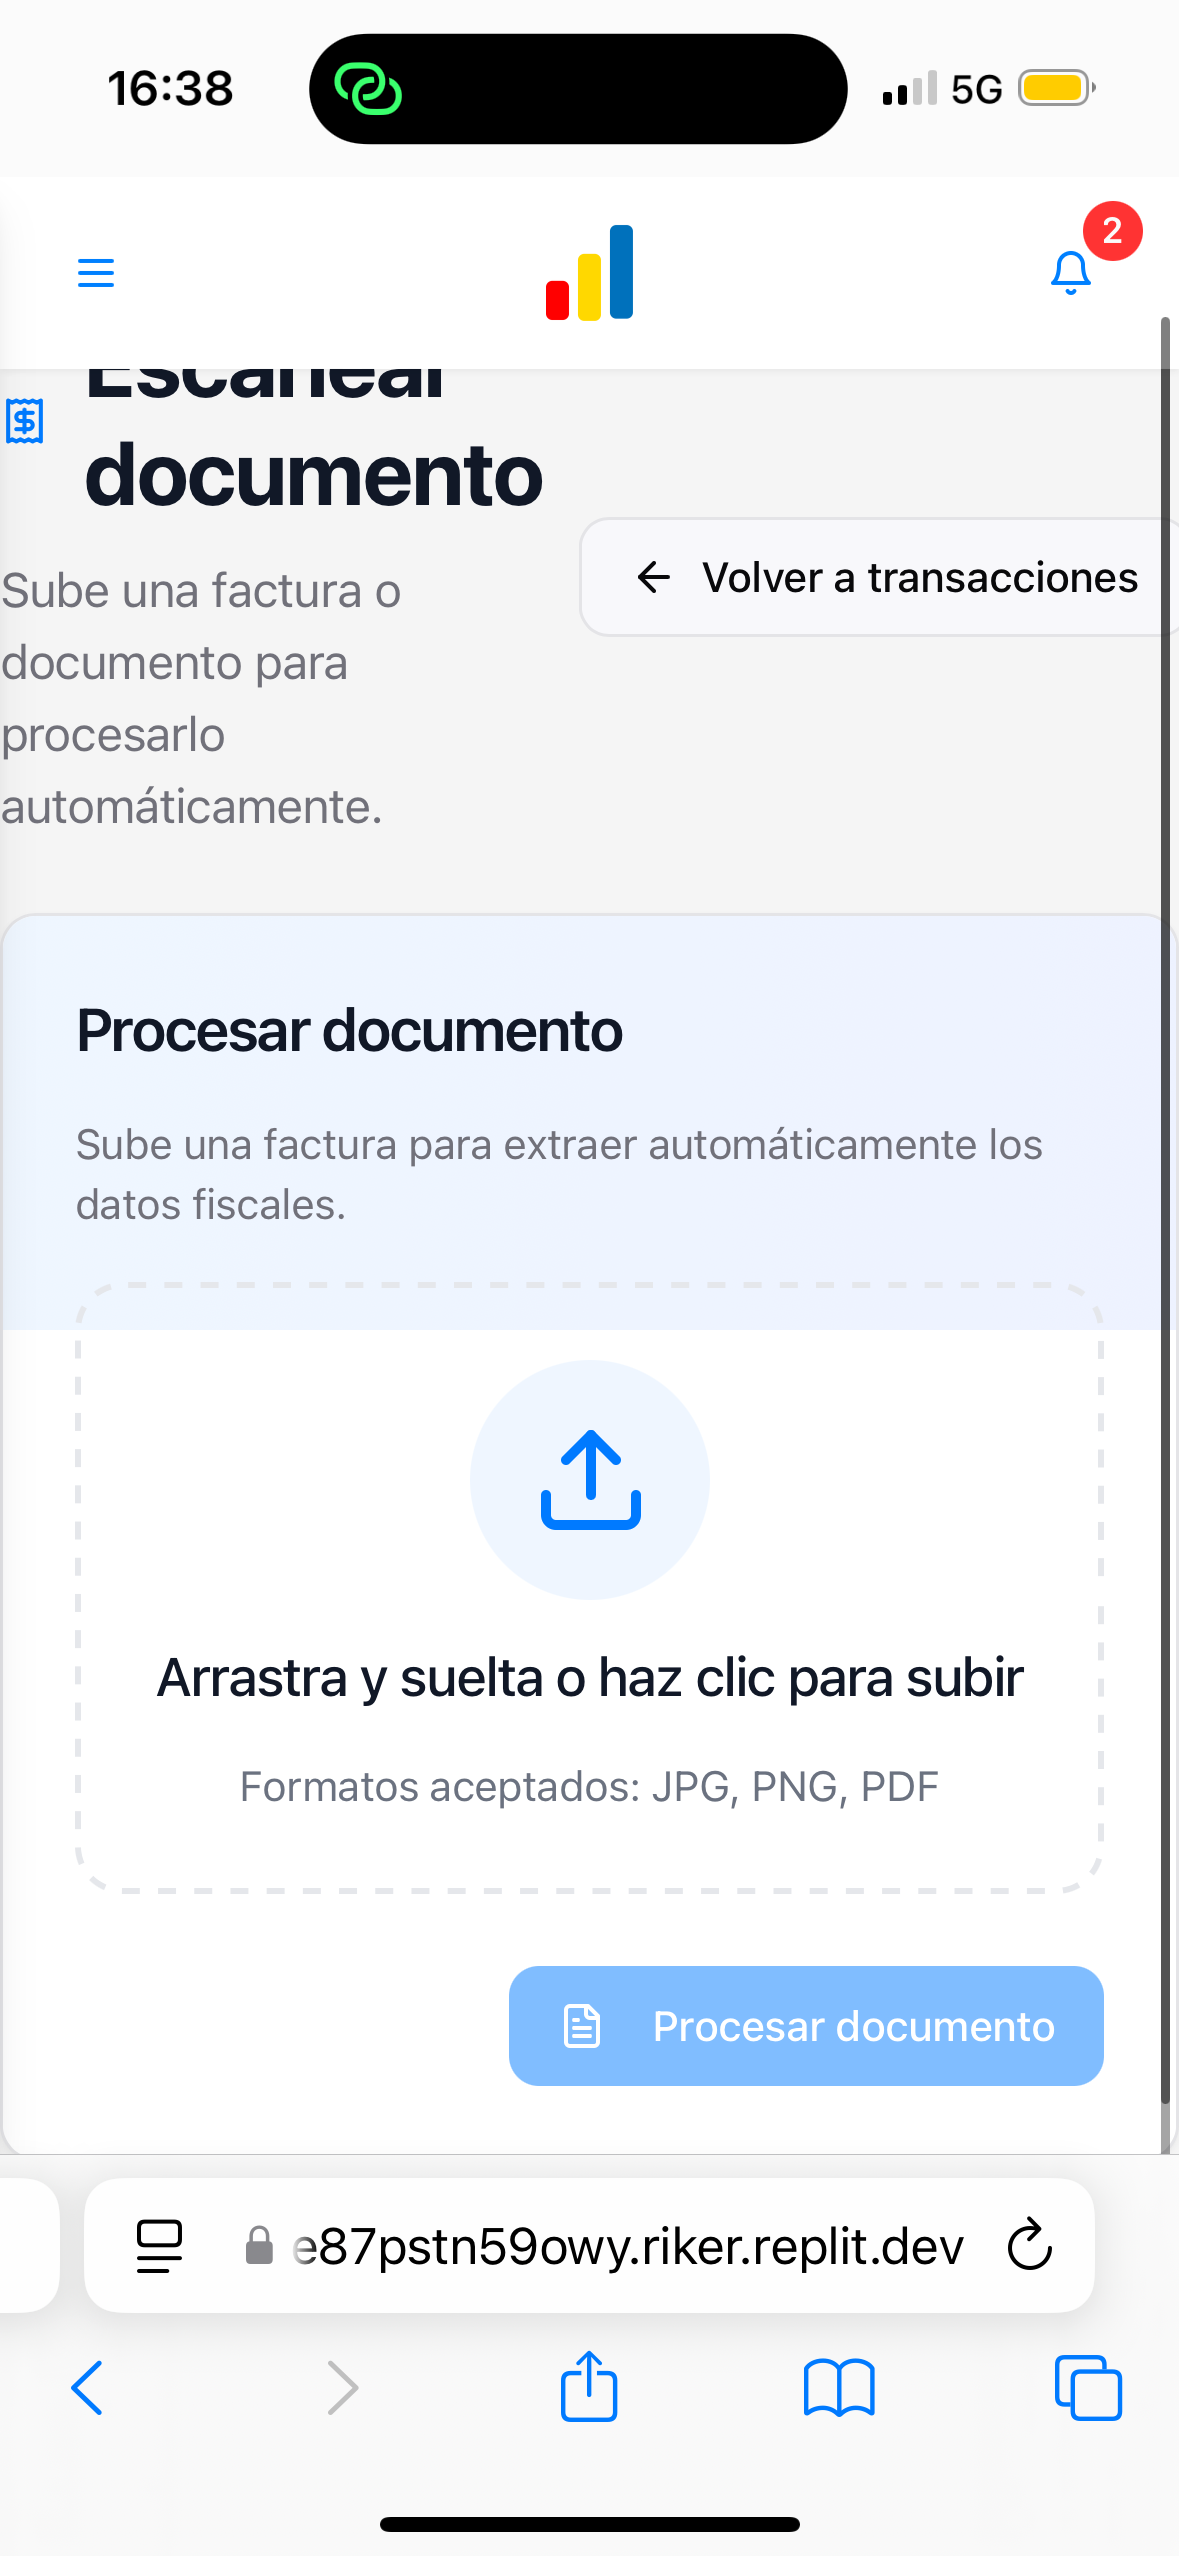 16:38
5G
2
Escanear
documento
Volver a transacciones
Sube una factura o
documento para
procesarlo
automáticamente.
Procesar documento
Sube una factura para extraer automáticamente los
datos fiscales.
Arrastra y suelta o haz clic para subir
Formatos aceptados: JPG, PNG, PDF
Procesar documento
e87pstn59owy.riker.replit.dev